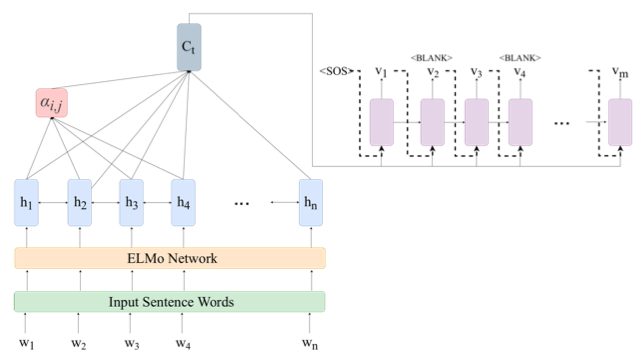 C_t
<BLANK> <BLANK>
<SOS> v_1 v_2 v_3 v_4 v_m
α_{i,j}
...
h_1 h_2 h_3 h_4 ... h_n
ELMo Network
Input Sentence Words
w_1 w_2 w_3 w_4 w_n